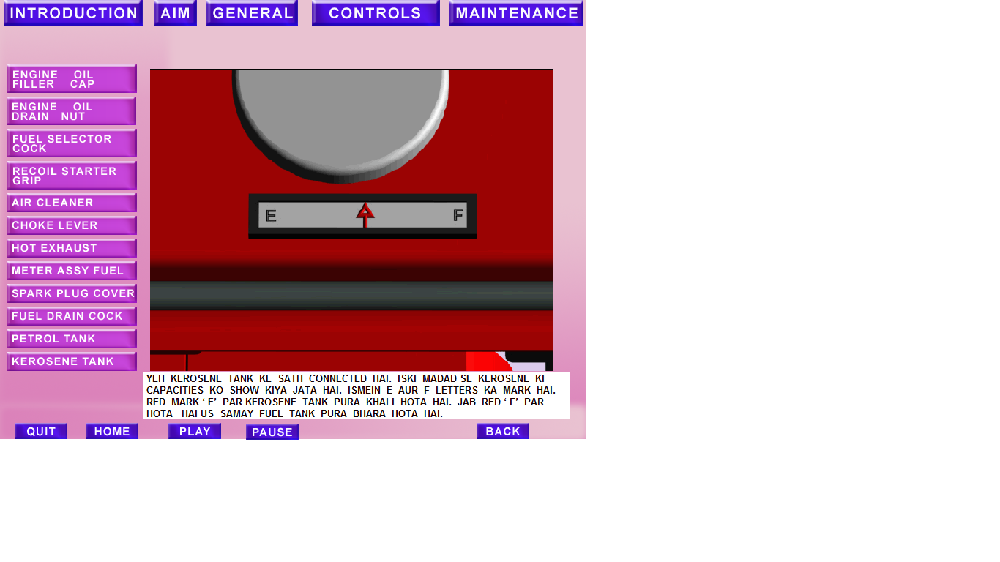 INTRODUCTION AIM GENERAL CONTROLS MAINTENANCE
ENGINE OIL
FILLER CAP
ENGINE OIL
DRAIN NUT
FUEL SELECTOR
COCK
RECOIL STARTER
GRIP
AIR CLEANER
CHOKE LEVER
HOT EXHAUST
METER ASSY FUEL
SPARK PLUG COVER
FUEL DRAIN COCK
PETROL TANK
KEROSENE TANK
E F
YEH KEROSENE TANK KE SATH CONNECTED HAI. ISKI MADAD SE KEROSENE KI
CAPACITIES KO SHOW KIYA JATA HAI. ISMEIN E AUR F LETTERS KA MARK HAI.
RED MARK ‘ E’ PAR KEROSENE TANK PURA KHALI HOTA HAI. JAB RED ‘ F’ PAR
HOTA HAI US SAMAY FUEL TANK PURA BHARA HOTA HAI.
QUIT HOME PLAY PAUSE BACK